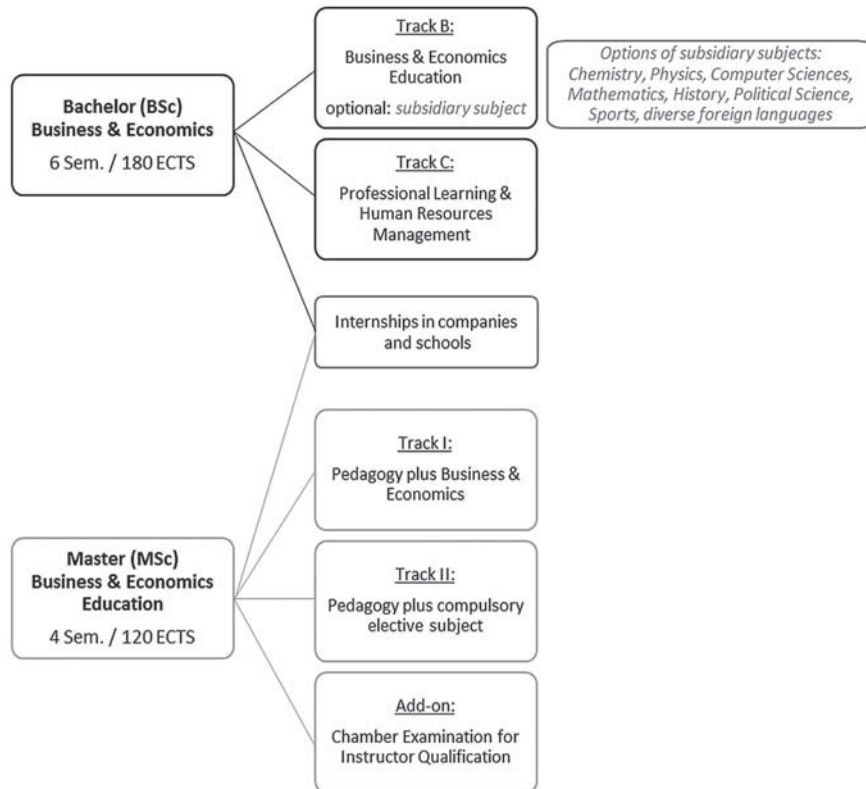 Bachelor (BSc)
Business & Economics
6 Sem. / 180 ECTS
Track B:
Business & Economics
Education
optional: subsidiary subject
Options of subsidiary subjects:
Chemistry, Physics, Computer Sciences,
Mathematics, History, Political Science,
Sports, diverse foreign languages
Track C:
Professional Learning &
Human Resources
Management
Internships in companies
and schools
Master (MSc)
Business & Economics
Education
4 Sem. / 120 ECTS
Track I:
Pedagogy plus Business &
Economics
Track II:
Pedagogy plus compulsory
elective subject
Add-on:
Chamber Examination for
Instructor Qualification